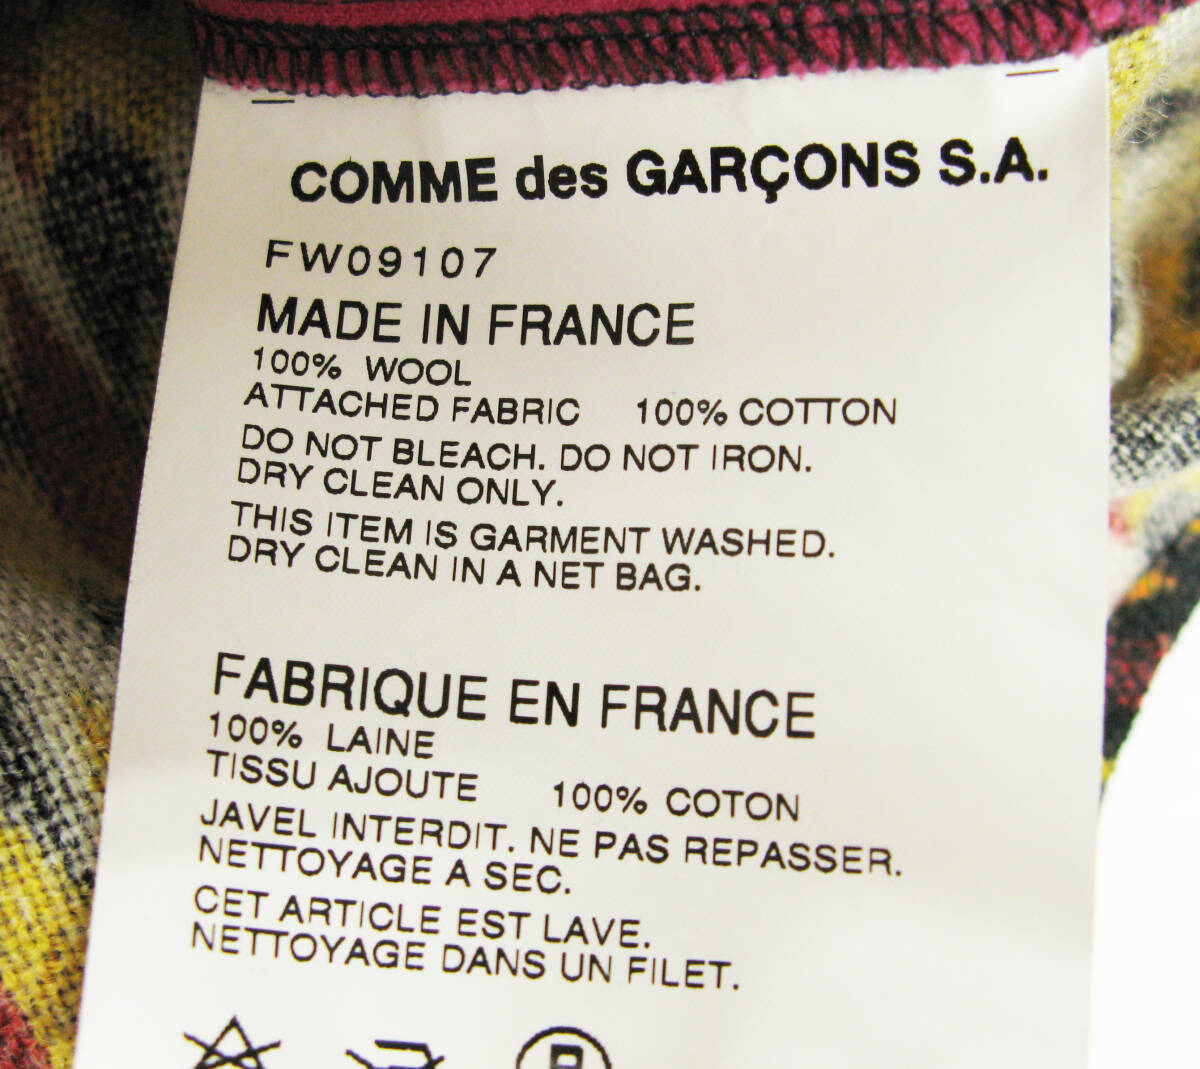 COMME des GARÇONS S.A.
FW09107
MADE IN FRANCE
100% WOOL
ATTACHED FABRIC 100% COTTON
DO NOT BLEACH. DO NOT IRON.
DRY CLEAN ONLY.
THIS ITEM IS GARMENT WASHED.
DRY CLEAN IN A NET BAG.
FABRIQUE EN FRANCE
100% LAINE
TISSU AJOUTE 100% COTON
JAVEL INTERDIT. NE PAS REPASSER.
NETTOYAGE A SEC.
CET ARTICLE EST LAVE.
NETTOYAGE DANS UN FILET.